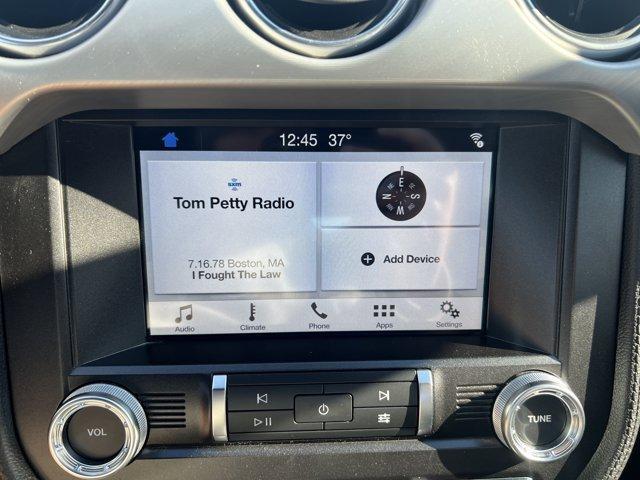 12:45 37°
sxm
Tom Petty Radio
7.16.78 Boston, MA
I Fought The Law
E
N S
W
Add Device
Audio Climate Phone Apps Settings
VOL
TUNE